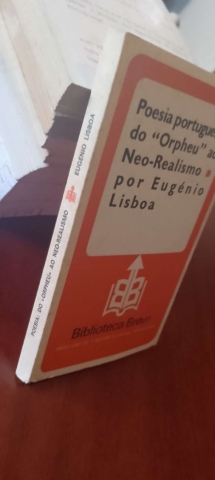 Poesia portugue
do "Orpheu" ao
Neo-Realismo
por Eugénio
Lisboa
Biblioteca Breve
POESIA: DO «ORPHEU» AO NEO-REALISMO
EUGÉNIO LISBOA